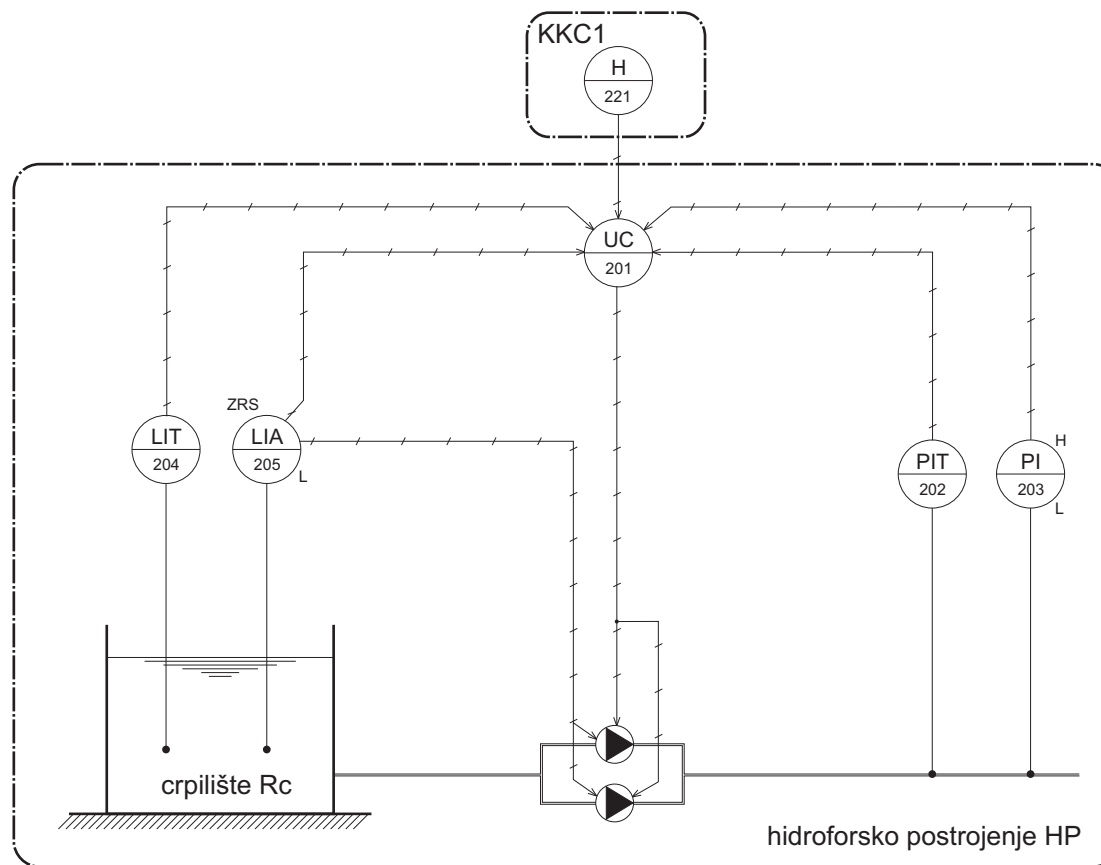 KKC1
H
221
UC
201
ZRS
LIT
204
LIA
205
L
PIT
202
PI
203
H
L
crpilište Rc
hidroforsko postrojenje HP